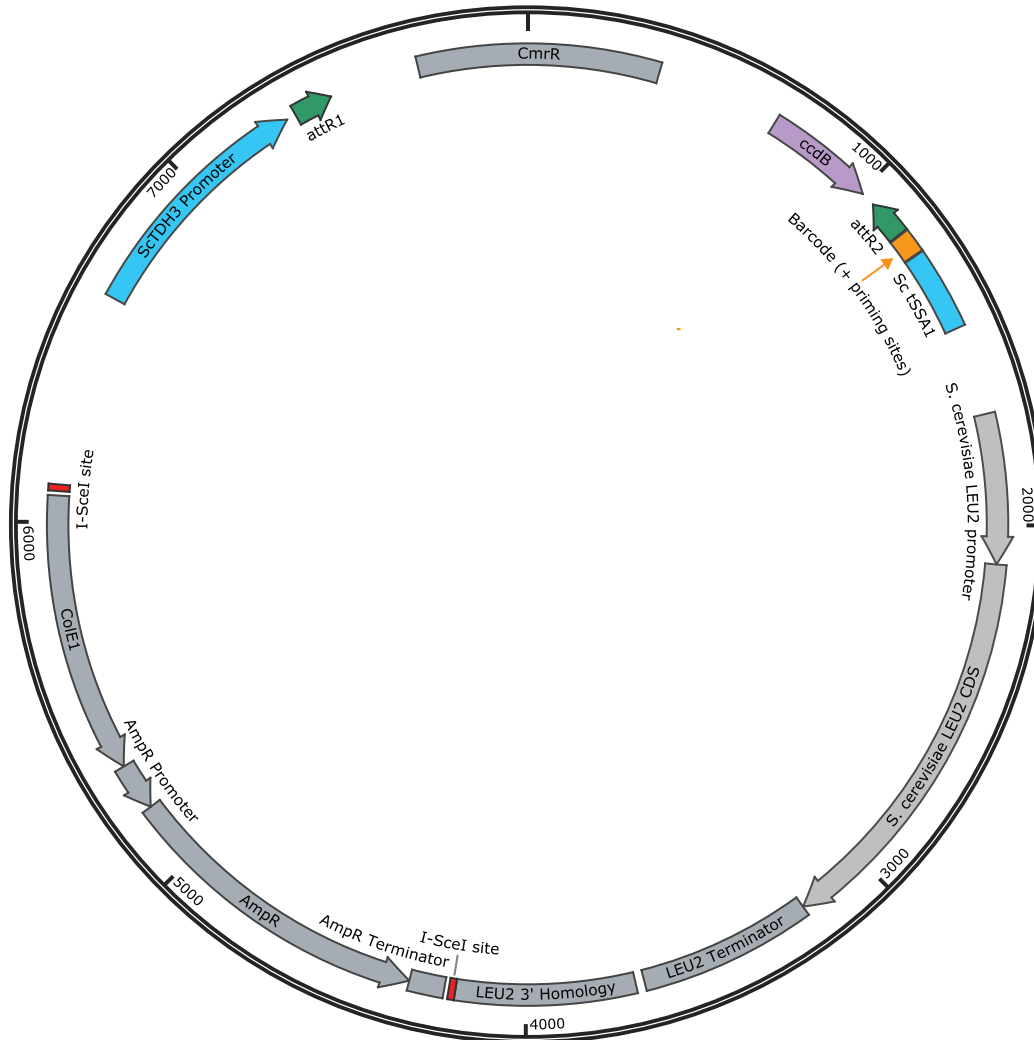 CmrR
attR1
ccdB
1000
7000
ScTDH3 Promoter
attR2
Barcode (+ priming sites)
Sc tSSA1
S. cerevisiae LEU2 promoter
I-SceI site
2000
6000
ColE1
S. cerevisiae LEU2 CDS
AmpR Promoter
3000
5000
AmpR
AmpR Terminator
I-SceI site
LEU2 Terminator
LEU2 3' Homology
4000